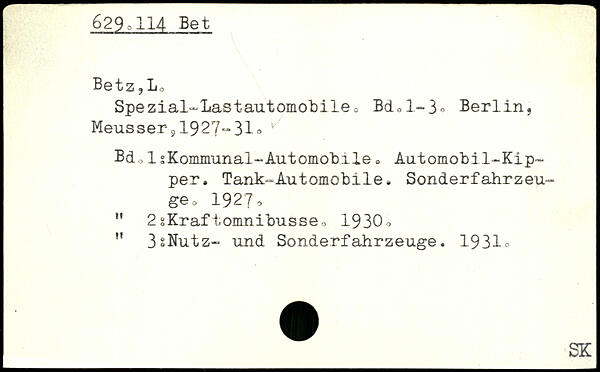 629.114 Bet
Betz,L.
Spezial-Lastautomobile. Bd.1-3. Berlin,
Meusser,1927-31.
Bd.1:Kommunal-Automobile. Automobil-Kip-
per. Tank-Automobile. Sonderfahrzeu-
ge. 1927.
" 2:Kraftomnibusse. 1930.
" 3:Nutz- und Sonderfahrzeuge. 1931.
SK